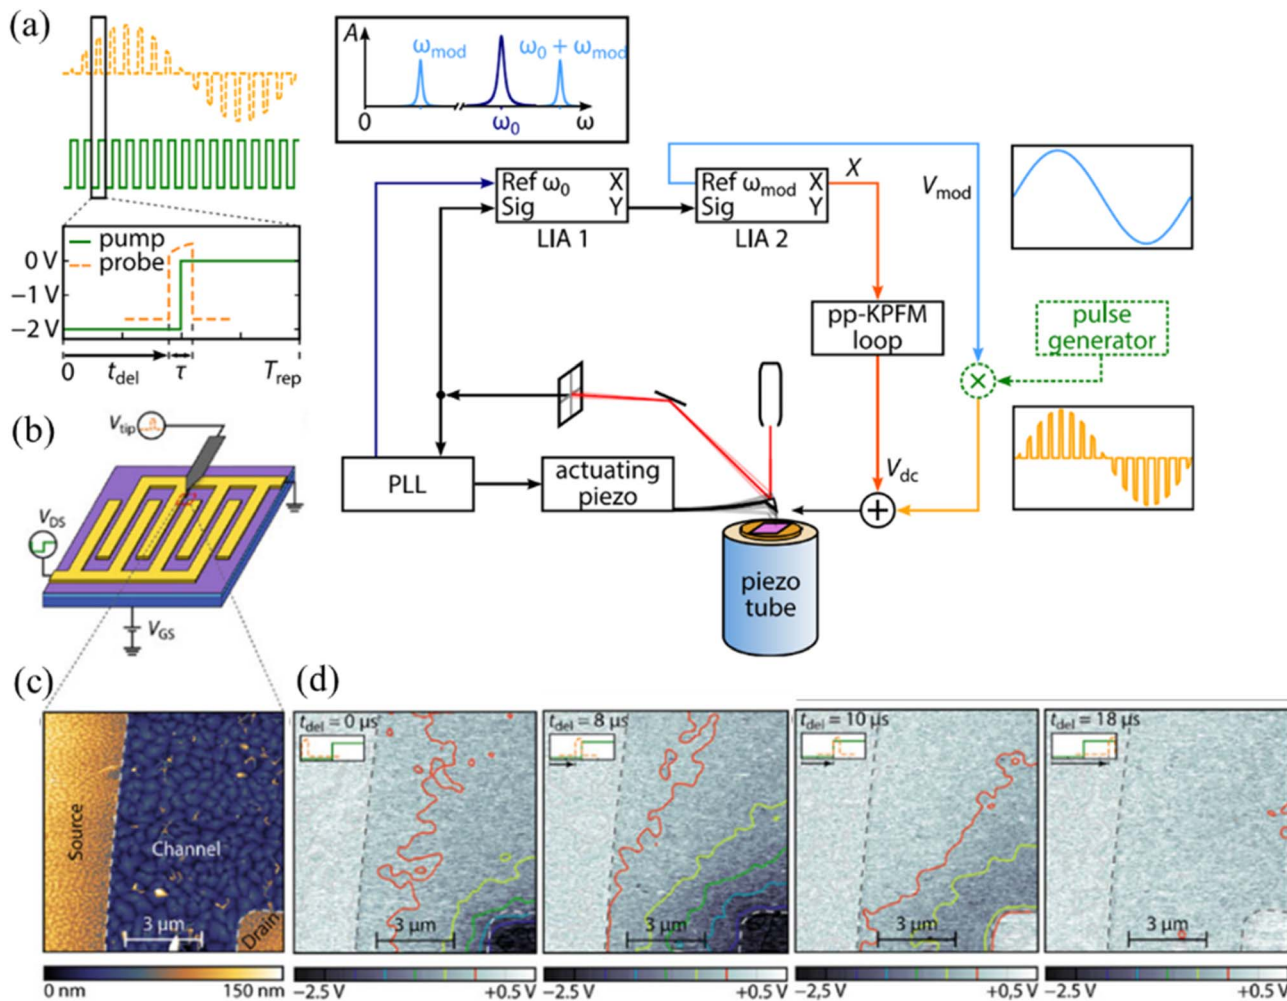 (a)
A
ω_mod
ω₀ + ω_mod
0
ω₀
ω
pump
probe
0 V
−1 V
−2 V
0
t_del
τ
T_rep
Ref ω₀ X
Sig Y
LIA 1
Ref ω_mod X
Sig Y
LIA 2
X
V_mod
pp-KPFM
loop
pulse
generator
×
PLL
actuating
piezo
V_dc
+
piezo
tube
(b)
V_tip
V_DS
V_GS
(c)
Source
Channel
Drain
3 μm
0 nm
150 nm
(d)
t_del = 0 μs
3 μm
−2.5 V
+0.5 V
t_del = 8 μs
3 μm
−2.5 V
+0.5 V
t_del = 10 μs
3 μm
−2,5 V
+0,5 V
t_del = 18 μs
3 μm
−2.5 V
+0.5 V